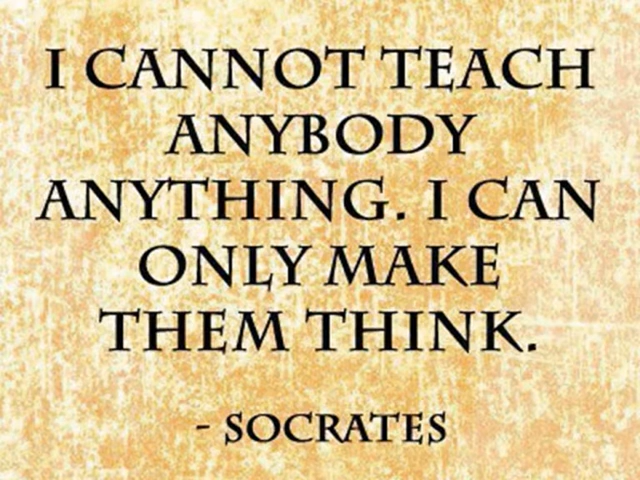 I CANNOT TEACH
ANYBODY
ANYTHING. I CAN
ONLY MAKE
THEM THINK.
- SOCRATES